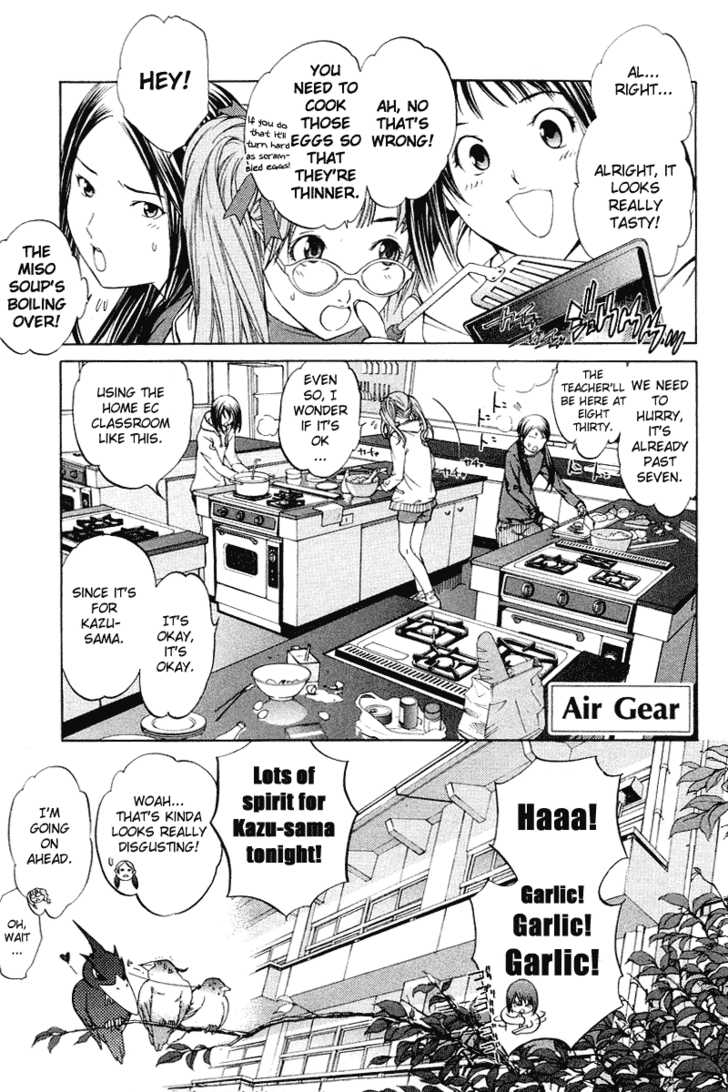 AL...
RIGHT...
ALRIGHT, IT
LOOKS
REALLY
TASTY!
AH, NO
THAT'S
WRONG!
YOU
NEED TO
COOK
THOSE
EGGS SO
THAT
THEY'RE
THINNER.
If you do
that it'll
turn hard
as scram-
bled eggs!
HEY!
THE
MISO
SOUP'S
BOILING
OVER!
WE NEED
TO
HURRY,
IT'S
ALREADY
PAST
SEVEN.
THE
TEACHER'LL
BE HERE AT
EIGHT
THIRTY.
EVEN
SO, I
WONDER
IF IT'S
OK
...
USING THE
HOME EC
CLASSROOM
LIKE THIS.
IT'S
OKAY,
IT'S
OKAY.
SINCE IT'S
FOR
KAZU-
SAMA.
Air Gear
Haaa!
Garlic!
Garlic!
Garlic!
Lots of
spirit for
Kazu-sama
tonight!
WOAH...
THAT'S KINDA
LOOKS REALLY
DISGUSTING!
I'M
GOING
ON
AHEAD.
OH,
WAIT
...